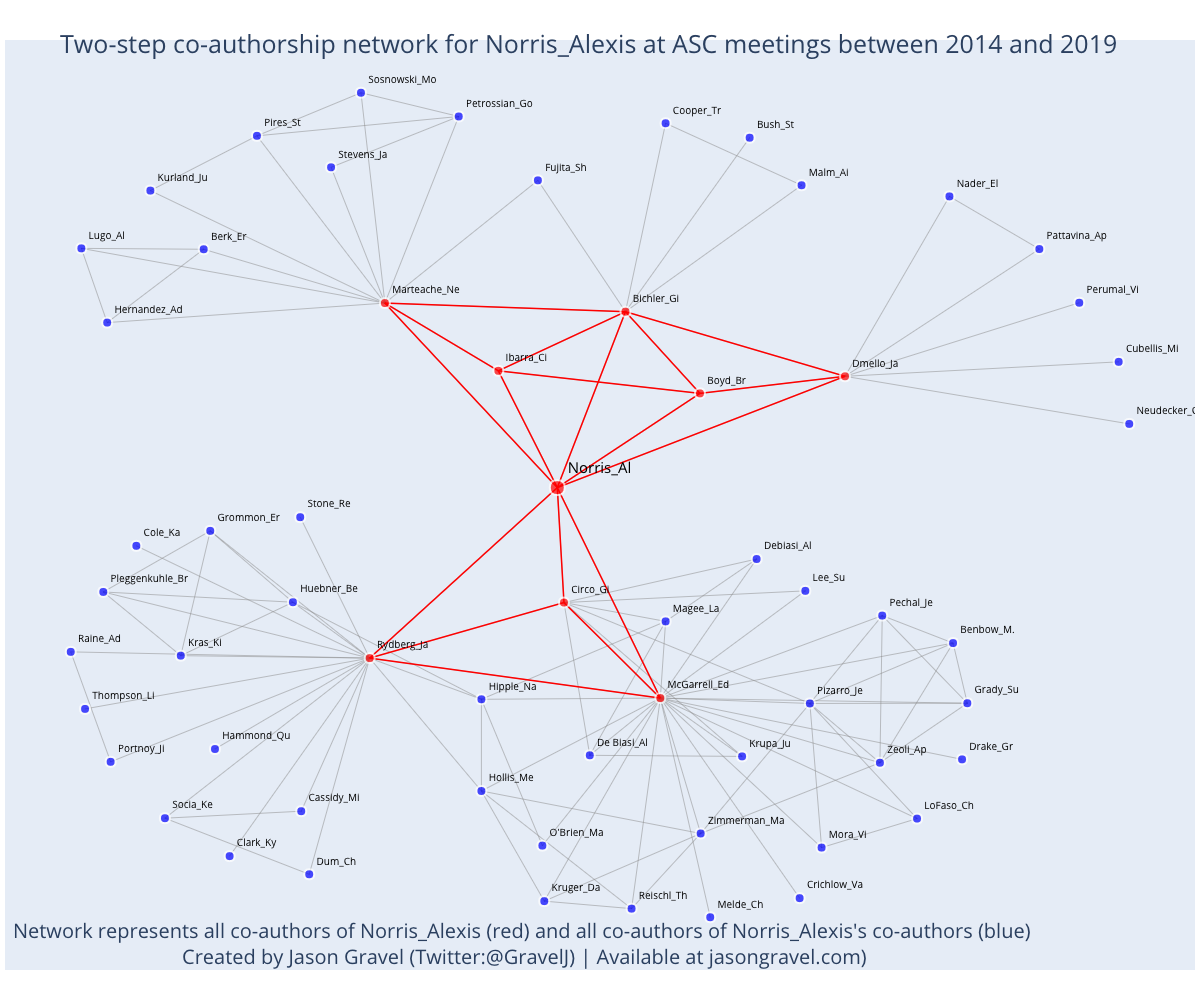 Two-step co-authorship network for Norris_Alexis at ASC meetings between 2014 and 2019
Sosnowski_Mo
Petrossian_Go
Cooper_Tr
Pires_St
Bush_St
Stevens_Ja
Fujita_Sh
Malm_Ai
Kurland_Ju
Nader_El
Lugo_Al
Berk_Er
Pattavina_Ap
Marteache_Ne
Perumal_Vi
Bichler_Gi
Hernandez_Ad
Cubellis_Mi
Ibarra_Ci
Dmello_Ja
Boyd_Br
Neudecker_C
Norris_Al
Stone_Re
Grommon_Er
Cole_Ka
Debiasi_Al
Pleggenkuhle_Br
Lee_Su
Huebner_Be
Circo_Gi
Pechal_Je
Magee_La
Benbow_M.
Raine_Ad
Kras_Ki
Rydberg_Ja
Hipple_Na
McGarrell_Ed
Pizarro_Je
Grady_Su
Thompson_Li
Hammond_Qu
De Biasi_Al
Krupa_Ju
Portnoy_Ji
Zeoli_Ap
Drake_Gr
Hollis_Me
Cassidy_Mi
Socia_Ke
LoFaso_Ch
Zimmerman_Ma
O'Brien_Ma
Mora_Vi
Clark_Ky
Dum_Ch
Crichlow_Va
Kruger_Da
Reischl_Th
Melde_Ch
Network represents all co-authors of Norris_Alexis (red) and all co-authors of Norris_Alexis's co-authors (blue)
Created by Jason Gravel (Twitter:@GravelJ) | Available at jasongravel.com)